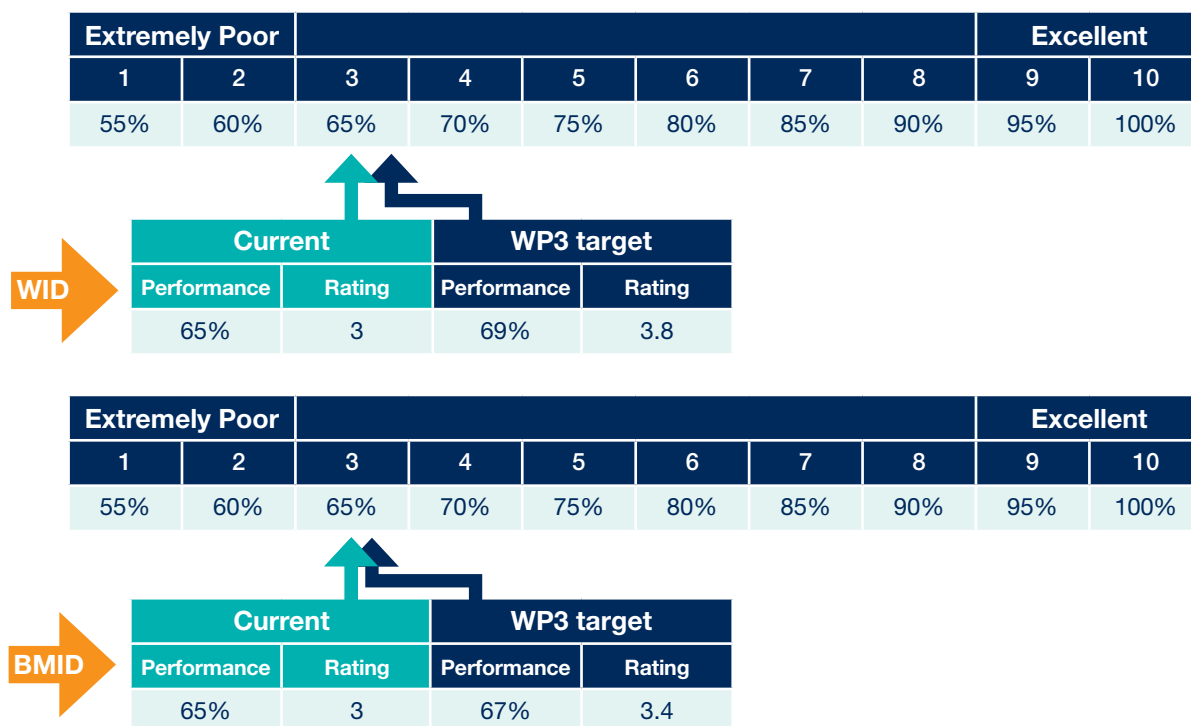 Extremely Poor Excellent
1 2 3 4 5 6 7 8 9 10
55% 60% 65% 70% 75% 80% 85% 90% 95% 100%
Current WP3 target
WID Performance Rating Performance Rating
65% 3 69% 3.8
Extremely Poor Excellent
1 2 3 4 5 6 7 8 9 10
55% 60% 65% 70% 75% 80% 85% 90% 95% 100%
Current WP3 target
BMID Performance Rating Performance Rating
65% 3 67% 3.4